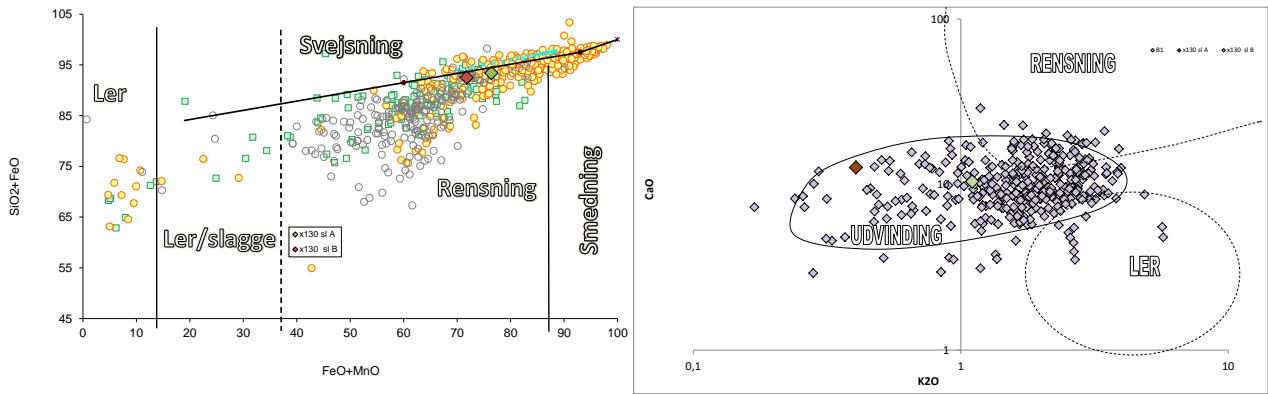 105
95
85
75
65
55
45
SiO2+FeO
0
10
20
30
40
50
60
70
80
90
100
FeO+MnO
Ler
Svejsning
Ler/slagge
Rensning
Smedning
x130 sl A
x130 sl B
100
10
1
CaO
0,1
1
10
K2O
RENSNING
UDVINDING
LER
B1
x130 sl A
x130 sl B